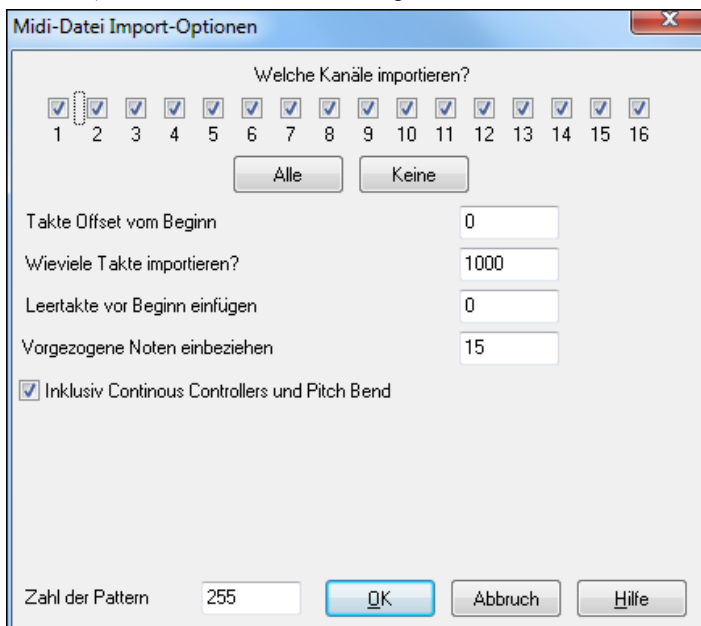 Midi-Datei Import-Optionen
Welche Kanäle importieren?
1 2 3 4 5 6 7 8 9 10 11 12 13 14 15 16
Alle Keine
Takte Offset vom Beginn 0
Wieviele Takte importieren? 1000
Leertakte vor Beginn einfügen 0
Vorgezogene Noten einbeziehen 15
Inklusiv Continous Controllers und Pitch Bend
Zahl der Pattern 255 OK Abbruch Hilfe